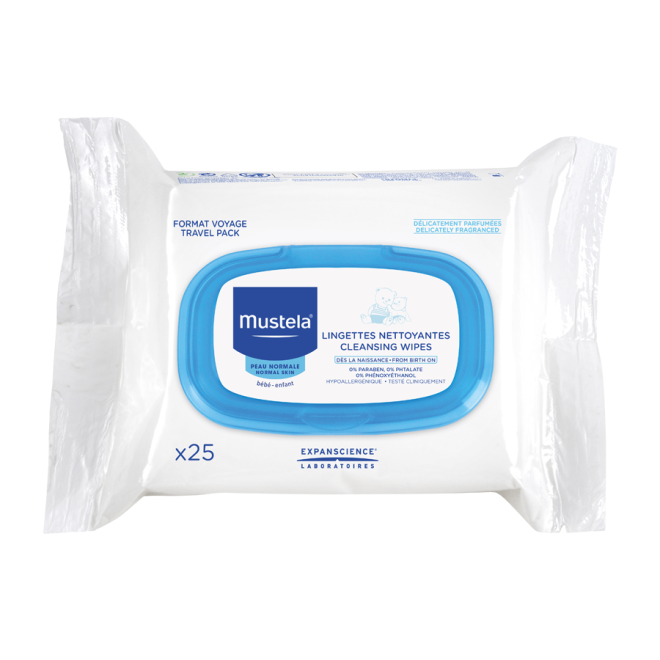 FORMAT VOYAGE
TRAVEL PACK
DÉLICATEMENT PARFUMÉES
DELICATELY FRAGRANCED
Mustela®
PEAU NORMALE
NORMAL SKIN
bébé - enfant
LINGETTES NETTOYANTES
CLEANSING WIPES
DÈS LA NAISSANCE • FROM BIRTH ON
0% PARABEN, 0% PHTALATE
0% PHÉNOXYÉTHANOL
HYPOALLERGÉNIQUE • TESTÉ CLINIQUEMENT
x25
EXPANSCIENCE®
LABORATOIRES